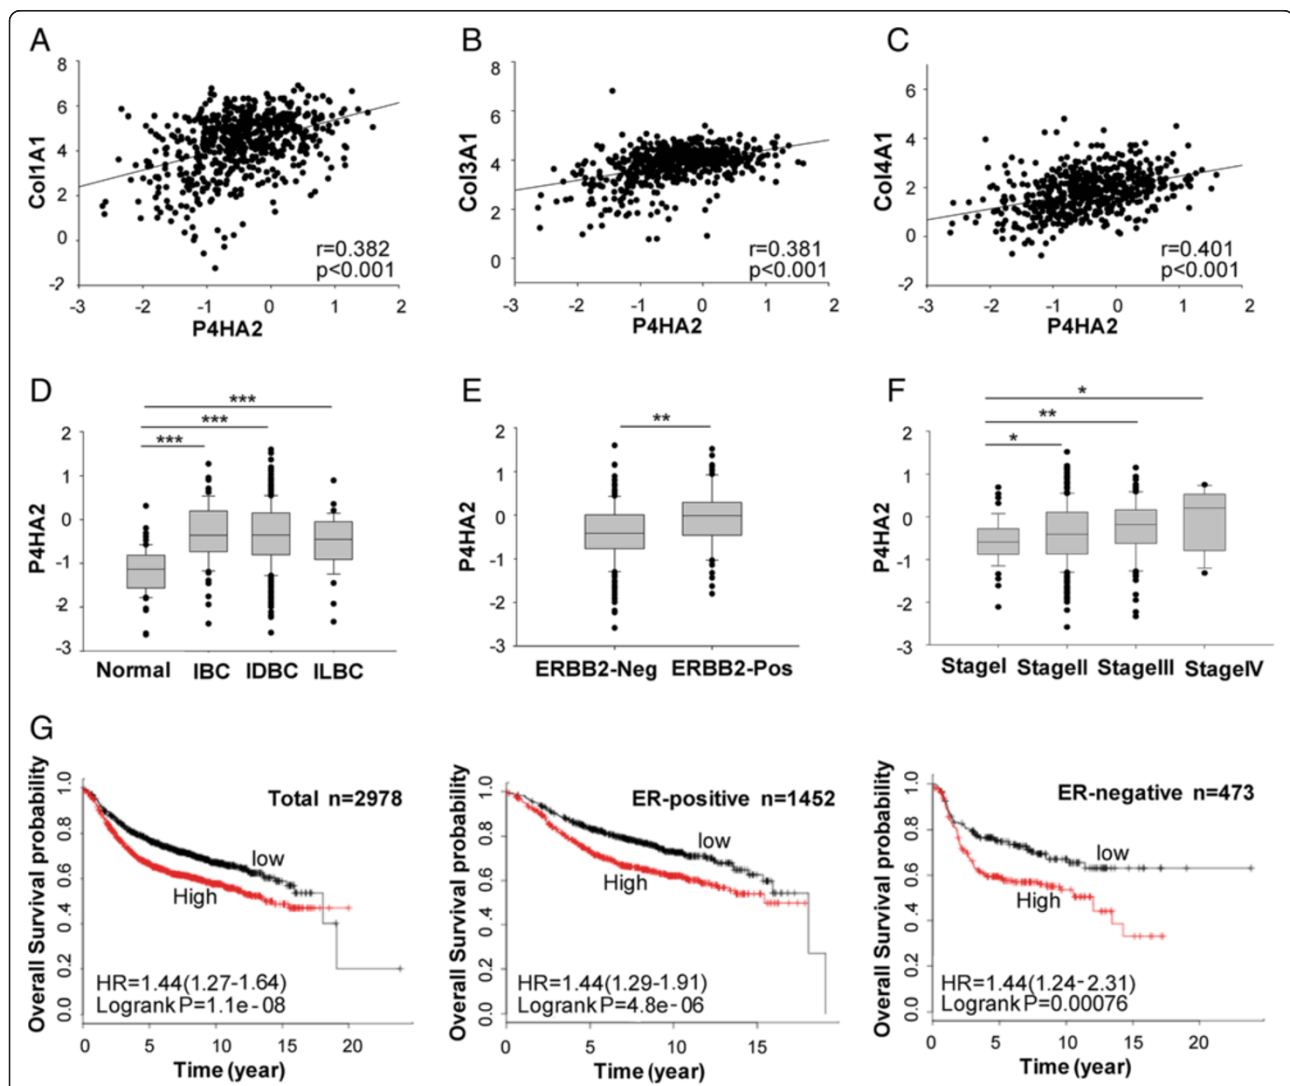 A
8
6
4
2
0
-2
Col1A1
r=0.382
p<0.001
-3 -2 -1 0 1 2
P4HA2
B
8
6
4
2
0
Col3A1
r=0.381
p<0.001
-3 -2 -1 0 1 2
P4HA2
C
6
4
2
0
-2
Col4A1
r=0.401
p<0.001
-3 -2 -1 0 1 2
P4HA2
D
***
***
***
2
1
0
-1
-2
-3
P4HA2
Normal IBC IDBC ILBC
E
**
2
1
0
-1
-2
-3
P4HA2
ERBB2-Neg ERBB2-Pos
F
*
**
*
2
1
0
-1
-2
-3
P4HA2
StageI StageII StageIII StageIV
G
Overall Survival probability
1.0
0.8
0.6
0.4
0.2
0.0
Total n=2978
low
High
HR=1.44(1.27-1.64)
Logrank P=1.1e-08
0 5 10 15 20
Time (year)
Overall Survival probability
1.0
0.8
0.6
0.4
0.2
0.0
ER-positive n=1452
low
High
HR=1.44(1.29-1.91)
Logrank P=4.8e-06
0 5 10 15
Time (year)
Overall Survival probability
1.0
0.8
0.6
0.4
0.2
0.0
ER-negative n=473
low
High
HR=1.44(1.24-2.31)
Logrank P=0.00076
0 5 10 15 20
Time (year)